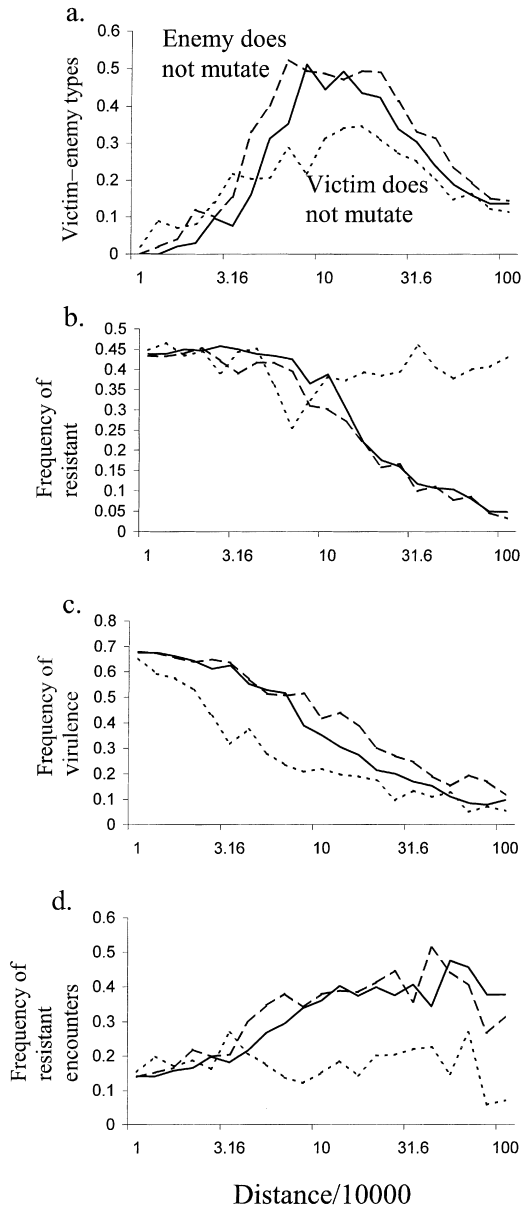 a.
0.6
0.5
0.4
0.3
0.2
0.1
0
Victim–enemy types
Enemy does
not mutate
Victim does
not mutate
1 3.16 10 31.6 100
b.
0.5
0.45
0.4
0.35
0.3
0.25
0.2
0.15
0.1
0.05
0
Frequency of
resistant
1 3.16 10 31.6 100
c.
0.8
0.7
0.6
0.5
0.4
0.3
0.2
0.1
0
Frequency of
virulence
1 3.16 10 31.6 100
d.
0.6
0.5
0.4
0.3
0.2
0.1
0
Frequency of
resistant
encounters
1 3.16 10 31.6 100
Distance/10000